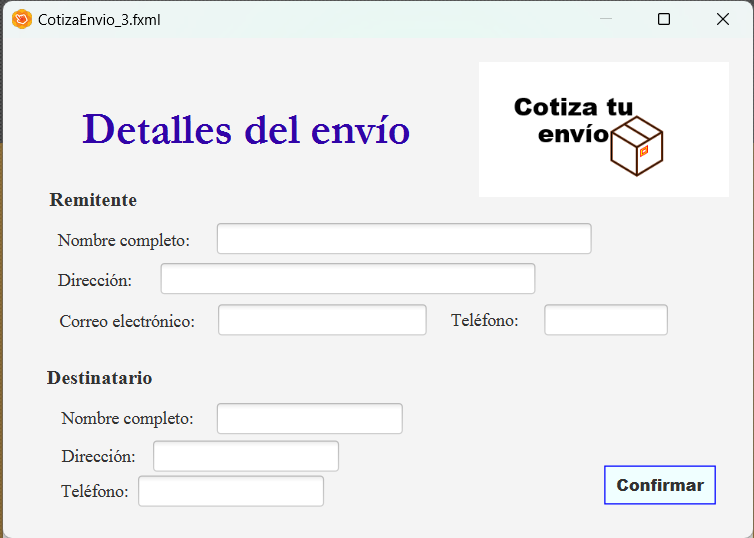 CotizaEnvio_3.fxml
Cotiza tu
envío
Detalles del envío
Remitente
Nombre completo:
Dirección:
Correo electrónico: Teléfono:
Destinatario
Nombre completo:
Dirección:
Teléfono:
Confirmar